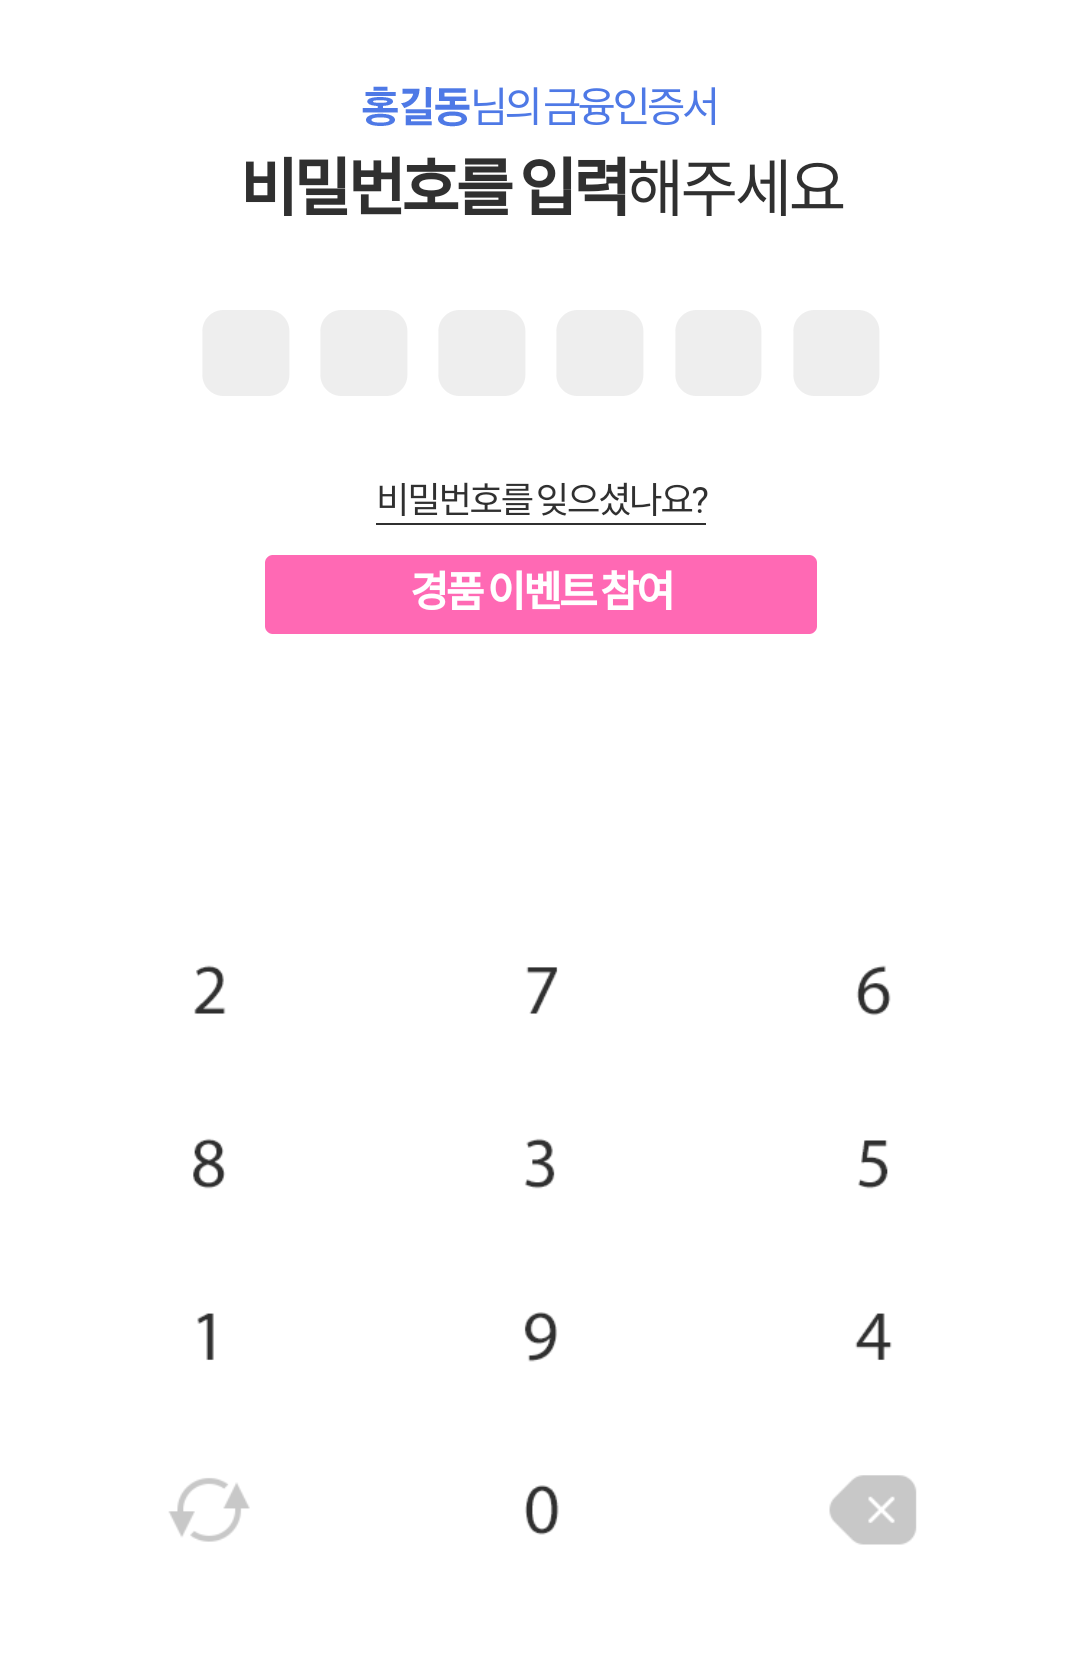 홍길동님의 금융인증서
비밀번호를 입력해주세요
비밀번호를 잊으셨나요?
경품 이벤트 참여
2 7 6
8 3 5
1 9 4
0